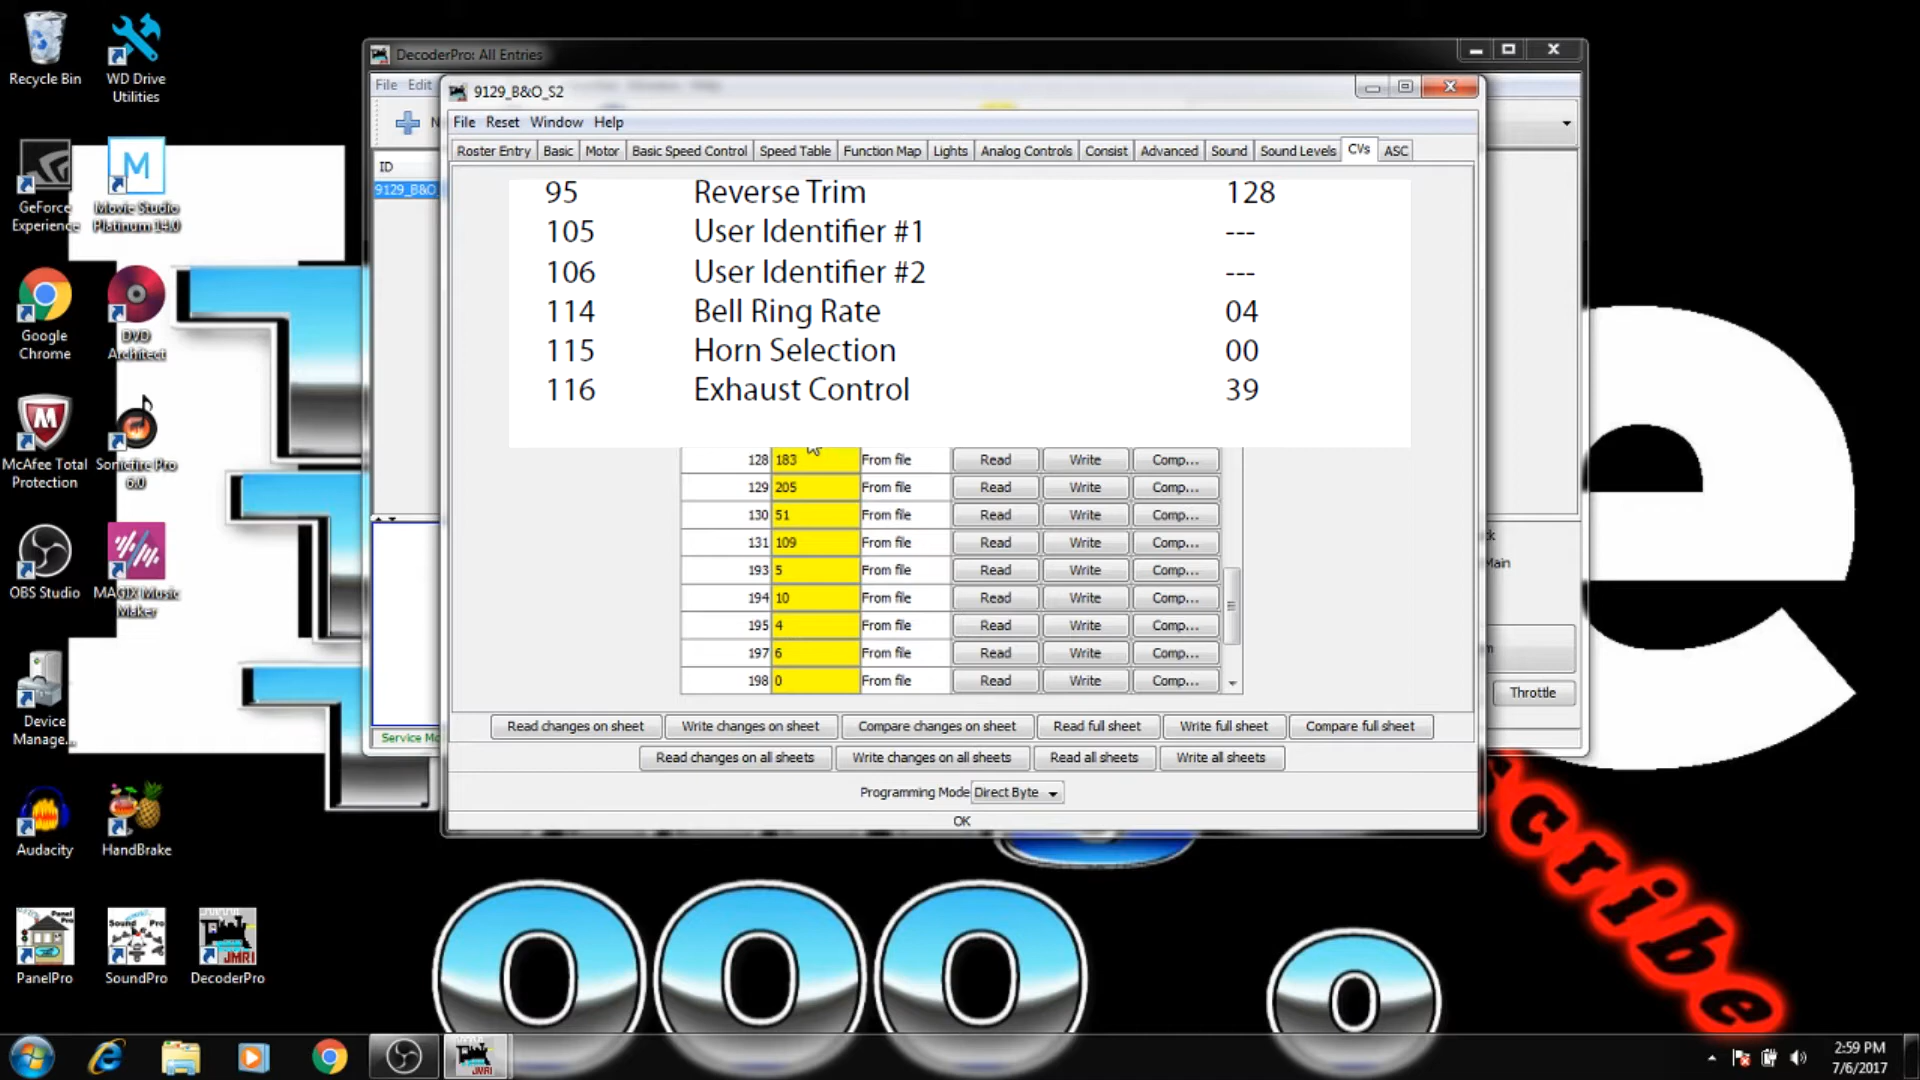 Recycle Bin
WD Drive Utilities
GeForce Experience
Movie Studio Platinum 14.0
Google Chrome
DVD Architect
McAfee Total Protection
Sonicfire Pro 6.0
OBS Studio
MAGIX Music Maker
Device Manage...
Audacity
HandBrake
PanelPro
SoundPro
DecoderPro
DecoderPro: All Entries
File Edit
ID
9129_B&O_
9129_B&O_S2
File Reset Window Help
Roster Entry Basic Motor Basic Speed Control Speed Table Function Map Lights Analog Controls Consist Advanced Sound Sound Levels CVs ASC
95 Reverse Trim 128
105 User Identifier #1 ---
106 User Identifier #2 ---
114 Bell Ring Rate 04
115 Horn Selection 00
116 Exhaust Control 39
128 183 From file Read Write Comp...
129 205 From file Read Write Comp...
130 51 From file Read Write Comp...
131 109 From file Read Write Comp...
193 5 From file Read Write Comp...
194 10 From file Read Write Comp...
195 4 From file Read Write Comp...
197 6 From file Read Write Comp...
198 0 From file Read Write Comp...
Read changes on sheet Write changes on sheet Compare changes on sheet Read full sheet Write full sheet Compare full sheet
Read changes on all sheets Write changes on all sheets Read all sheets Write all sheets
Programming Mode Direct Byte
OK
Main
Throttle
Service Mo
e
scribe
2:59 PM
7/6/2017